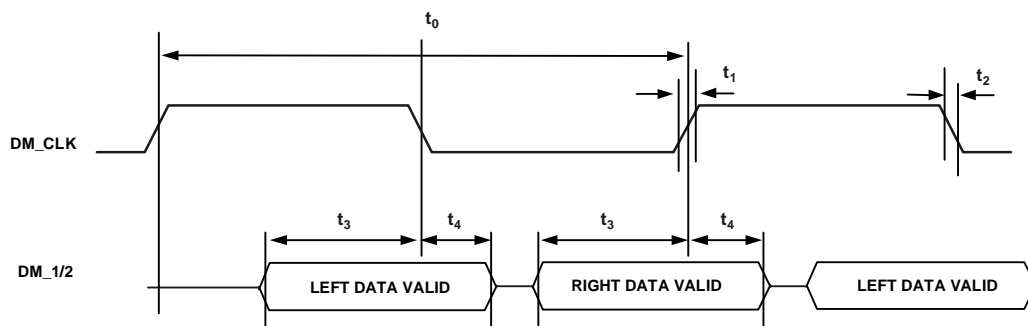 t0
t1
t2
DM_CLK
t3
t4
t3
t4
DM_1/2
LEFT DATA VALID
RIGHT DATA VALID
LEFT DATA VALID